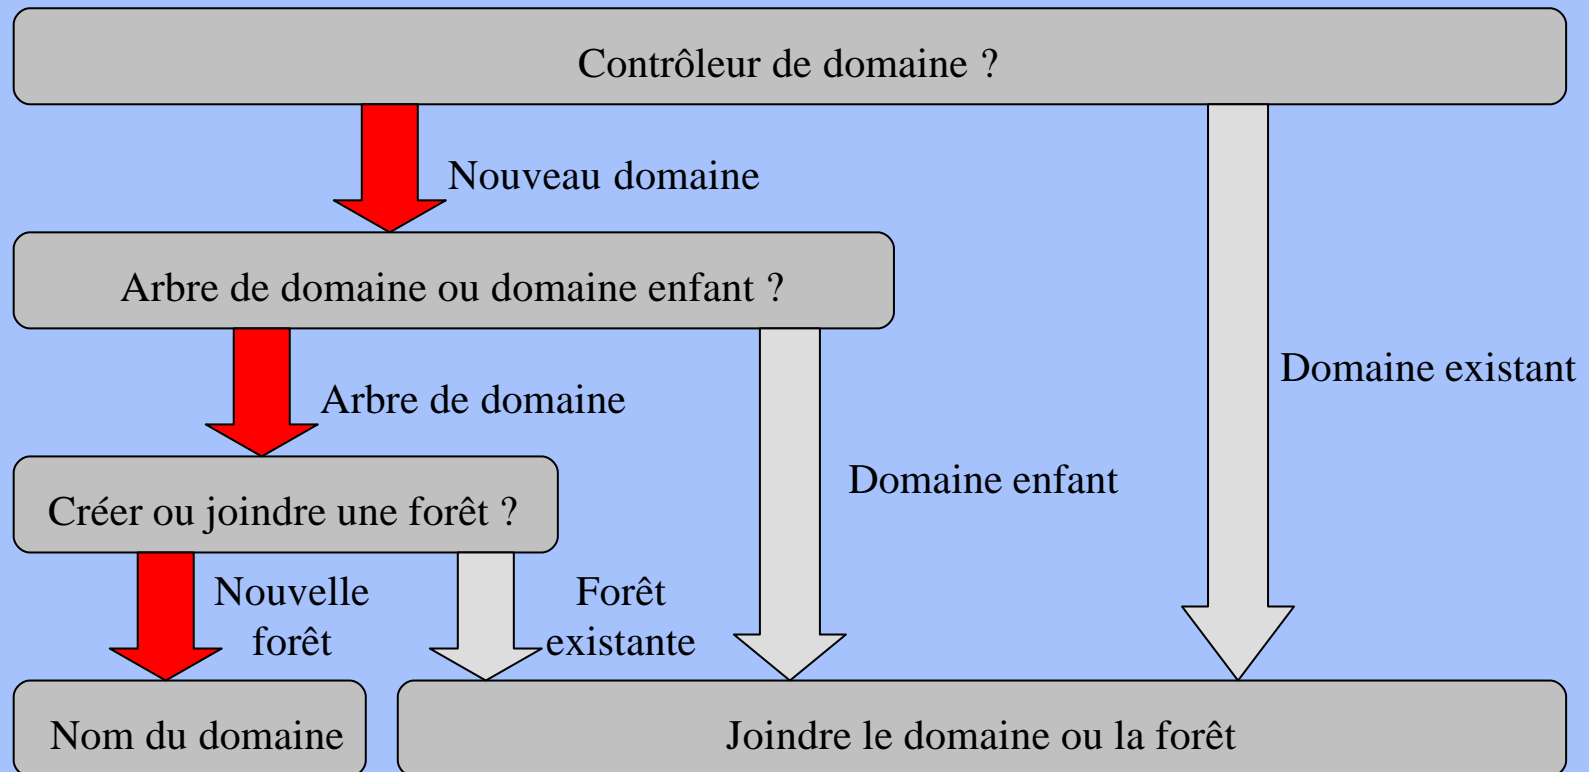 Contrôleur de domaine ?
Nouveau domaine
Arbre de domaine ou domaine enfant ?
Domaine existant
Arbre de domaine
Domaine enfant
Créer ou joindre une forêt ?
Nouvelle
forêt
Forêt
existante
Nom du domaine
Joindre le domaine ou la forêt